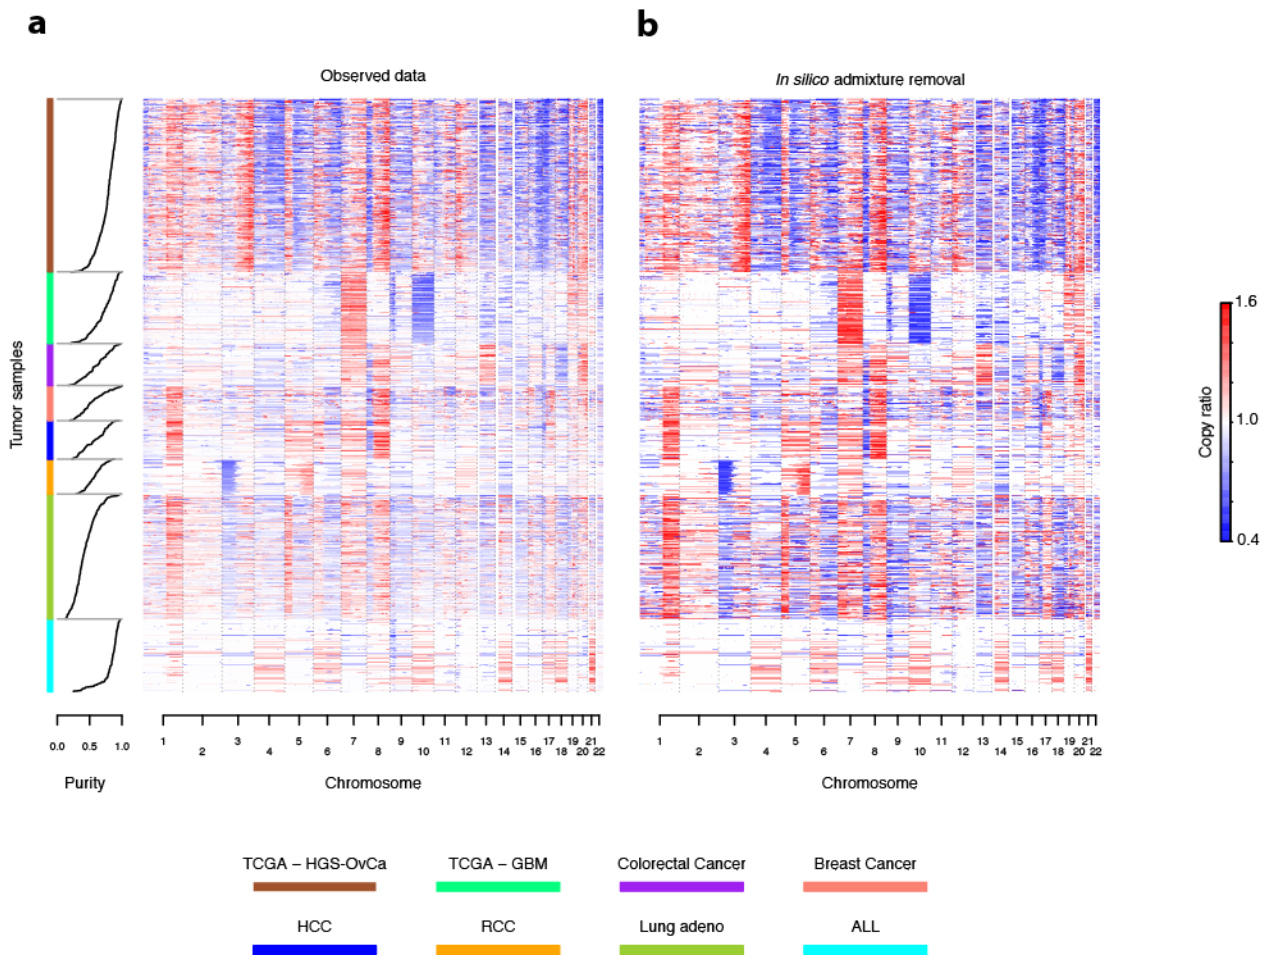 a
b
Observed data
In silico admixture removal
Tumor samples
1.6
1.0
0.4
Copy ratio
0.0 0.5 1.0
Purity
1 2 3 4 5 6 7 8 9 10 11 12 13 14 15 16 17 18 19 20 21 22
Chromosome
1 2 3 4 5 6 7 8 9 10 11 12 13 14 15 16 17 18 19 20 21 22
Chromosome
TCGA – HGS-OvCa
TCGA – GBM
Colorectal Cancer
Breast Cancer
HCC
RCC
Lung adeno
ALL